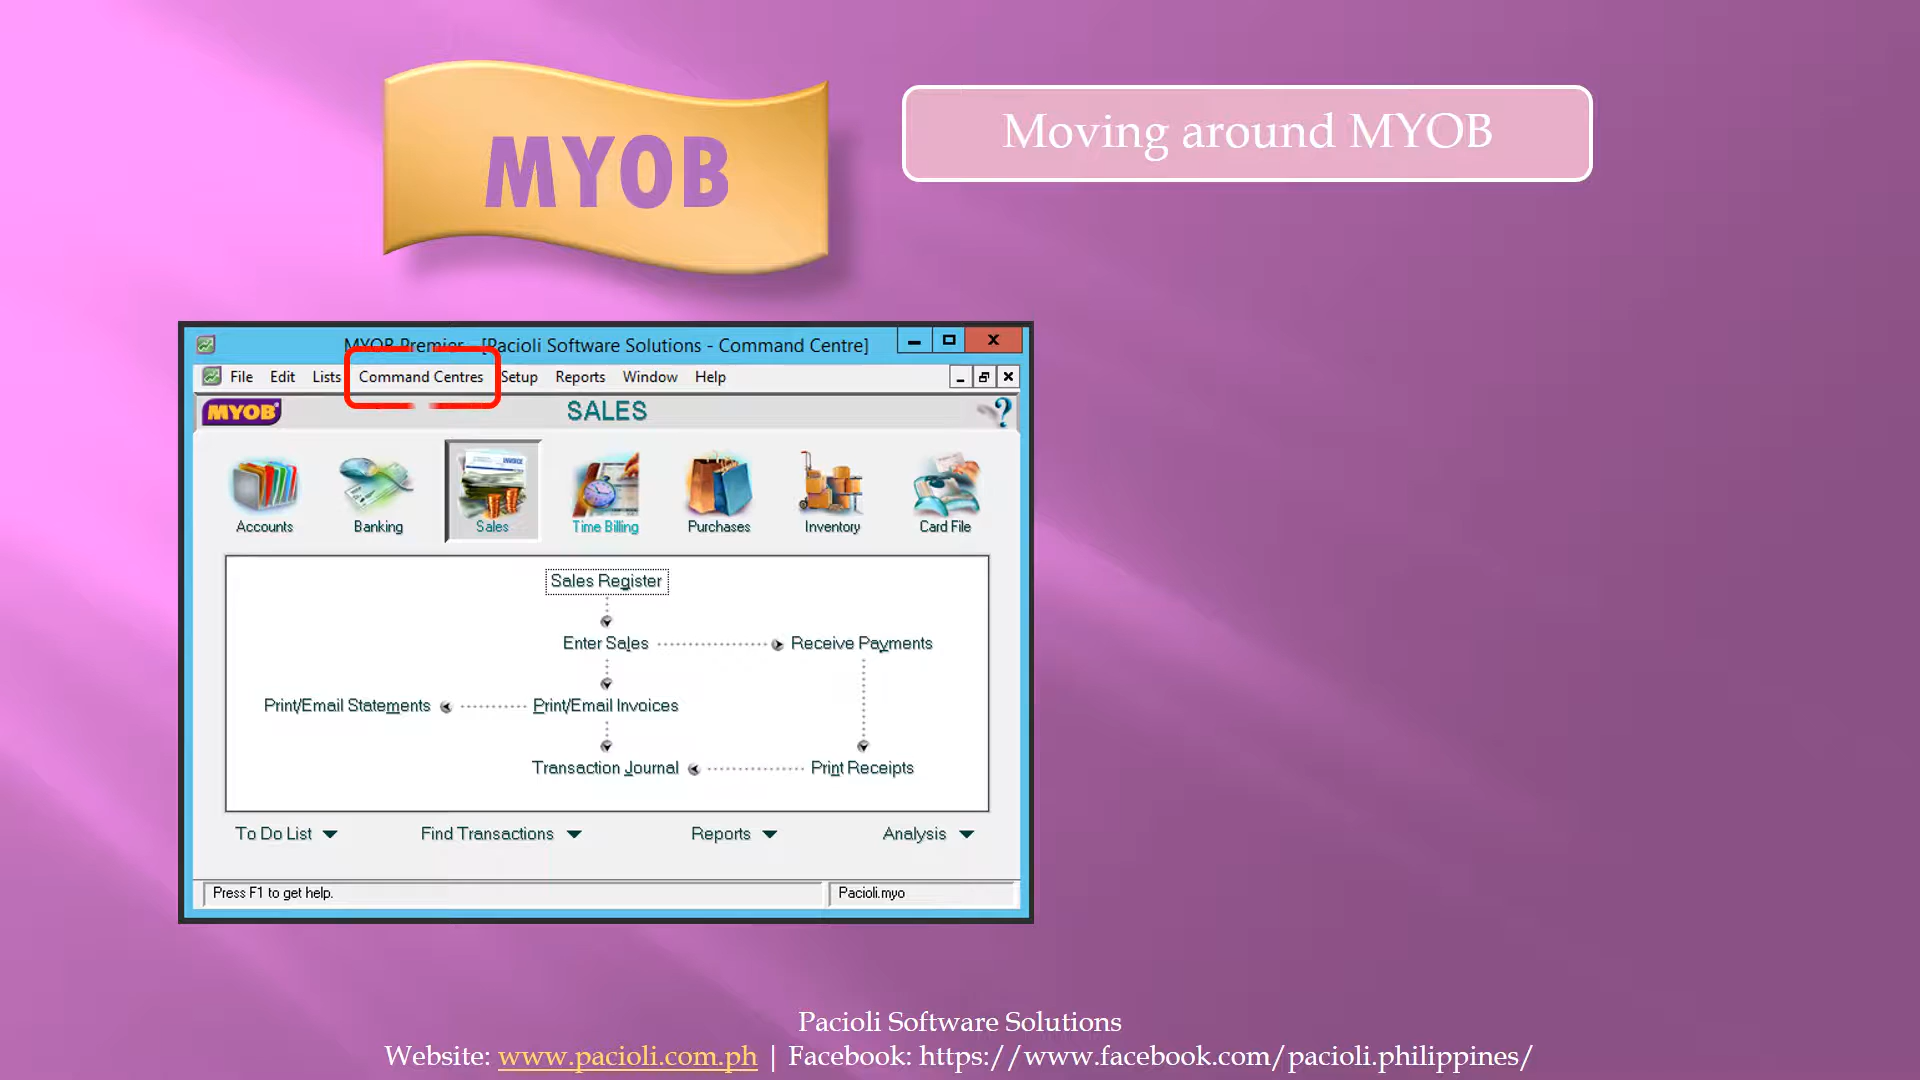 MYOB
Moving around MYOB
MYOB Premier - [Pacioli Software Solutions - Command Centre]
File Edit Lists Command Centres Setup Reports Window Help
MYOB
SALES
Accounts Banking Sales Time Billing Purchases Inventory Card File
INVOICE
Sales Register
Enter Sales Receive Payments
Print/Email Statements Print/Email Invoices
Transaction Journal Print Receipts
To Do List Find Transactions Reports Analysis
Press F1 to get help. Pacioli.myo
Pacioli Software Solutions
Website: www.pacioli.com.ph | Facebook: https://www.facebook.com/pacioli.philippines/